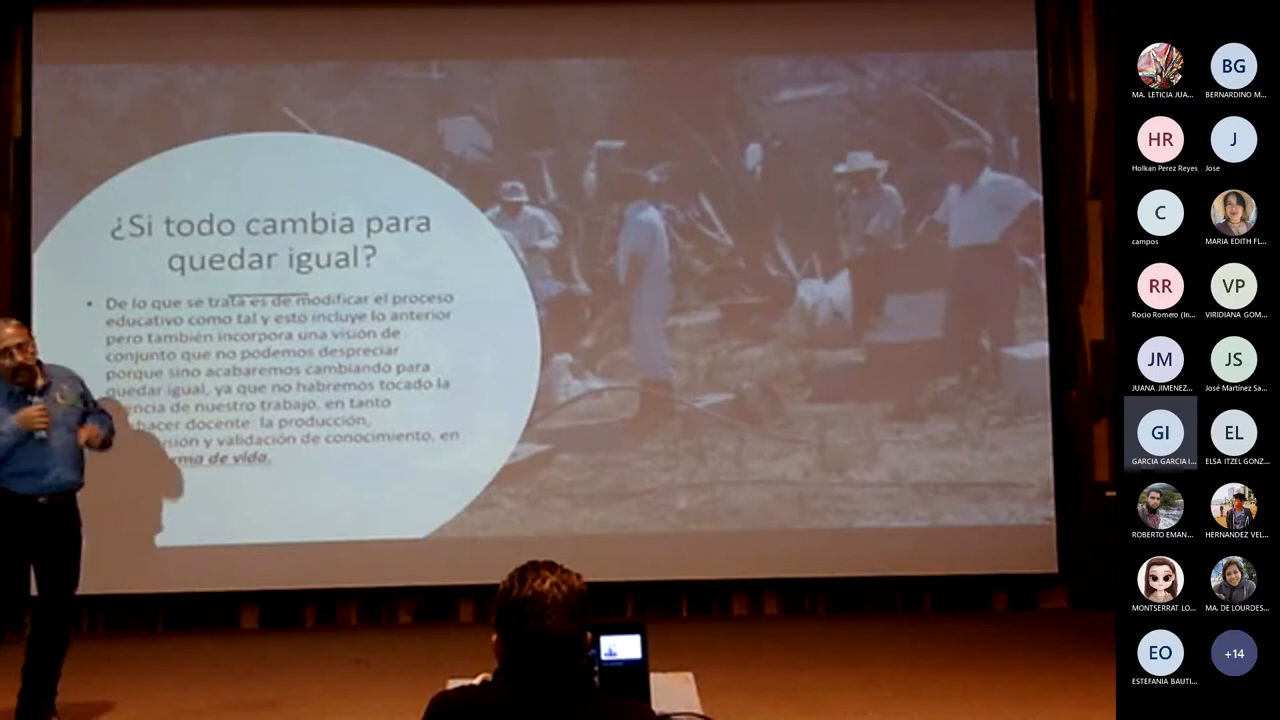 ¿Si todo cambia para
quedar igual?
• De lo que se trata es de modificar el proceso
educativo como tal y esto incluye lo anterior
pero también incorpora una visión de
conjunto que no podemos despreciar
porque sino acabaremos cambiando para
quedar igual, ya que no habremos tocado la
encia de nuestro trabajo, en tanto
hacer docente: la producción,
usión y validación de conocimiento, en
rma de vida.
MA. LETICIA JUA...
BG
BERNARDINO M...
HR
Holkan Perez Reyes
J
Jose
C
campos
MARIA EDITH FL...
RR
Rocio Romero (In...
VP
VIRIDIANA GOM...
JM
JUANA JIMENEZ...
JS
José Martínez Sa...
GI
GARCIA GARCIA I...
EL
ELSA ITZEL GONZ...
ROBERTO EMAN...
HERNANDEZ VEL...
MONTSERRAT LO...
MA. DE LOURDES...
EO
ESTEFANIA BAUTI...
+14